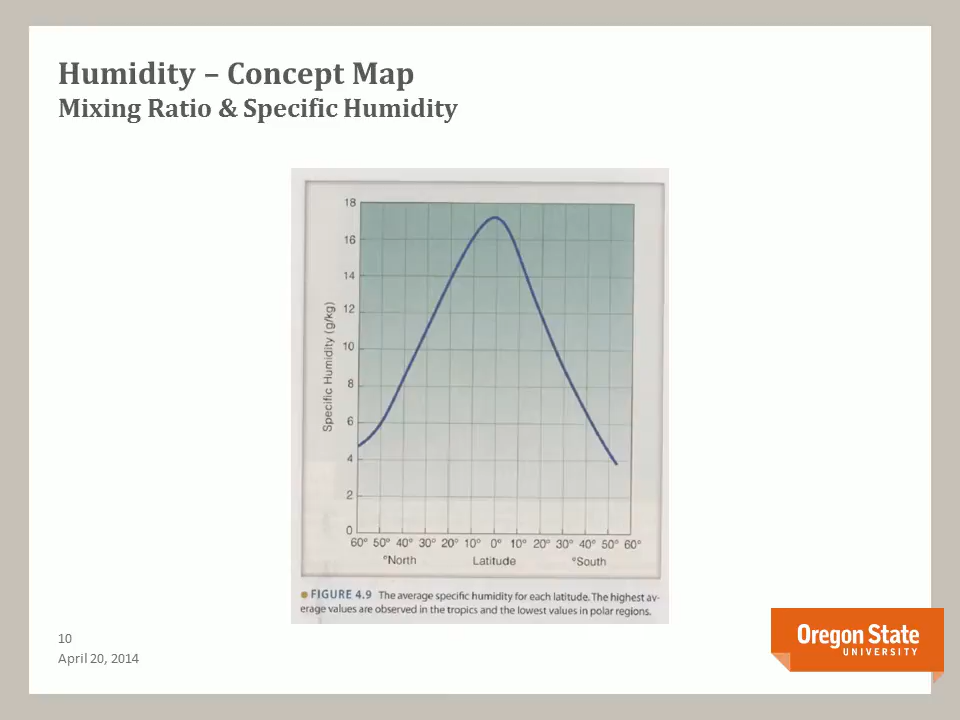 Humidity – Concept Map
Mixing Ratio & Specific Humidity
18
16
14
12
10
8
6
4
2
0
Specific Humidity (g/kg)
60° 50° 40° 30° 20° 10° 0° 10° 20° 30° 40° 50° 60°
°North Latitude °South
FIGURE 4.9 The average specific humidity for each latitude. The highest av-
erage values are observed in the tropics and the lowest values in polar regions.
10
April 20, 2014
Oregon State
UNIVERSITY